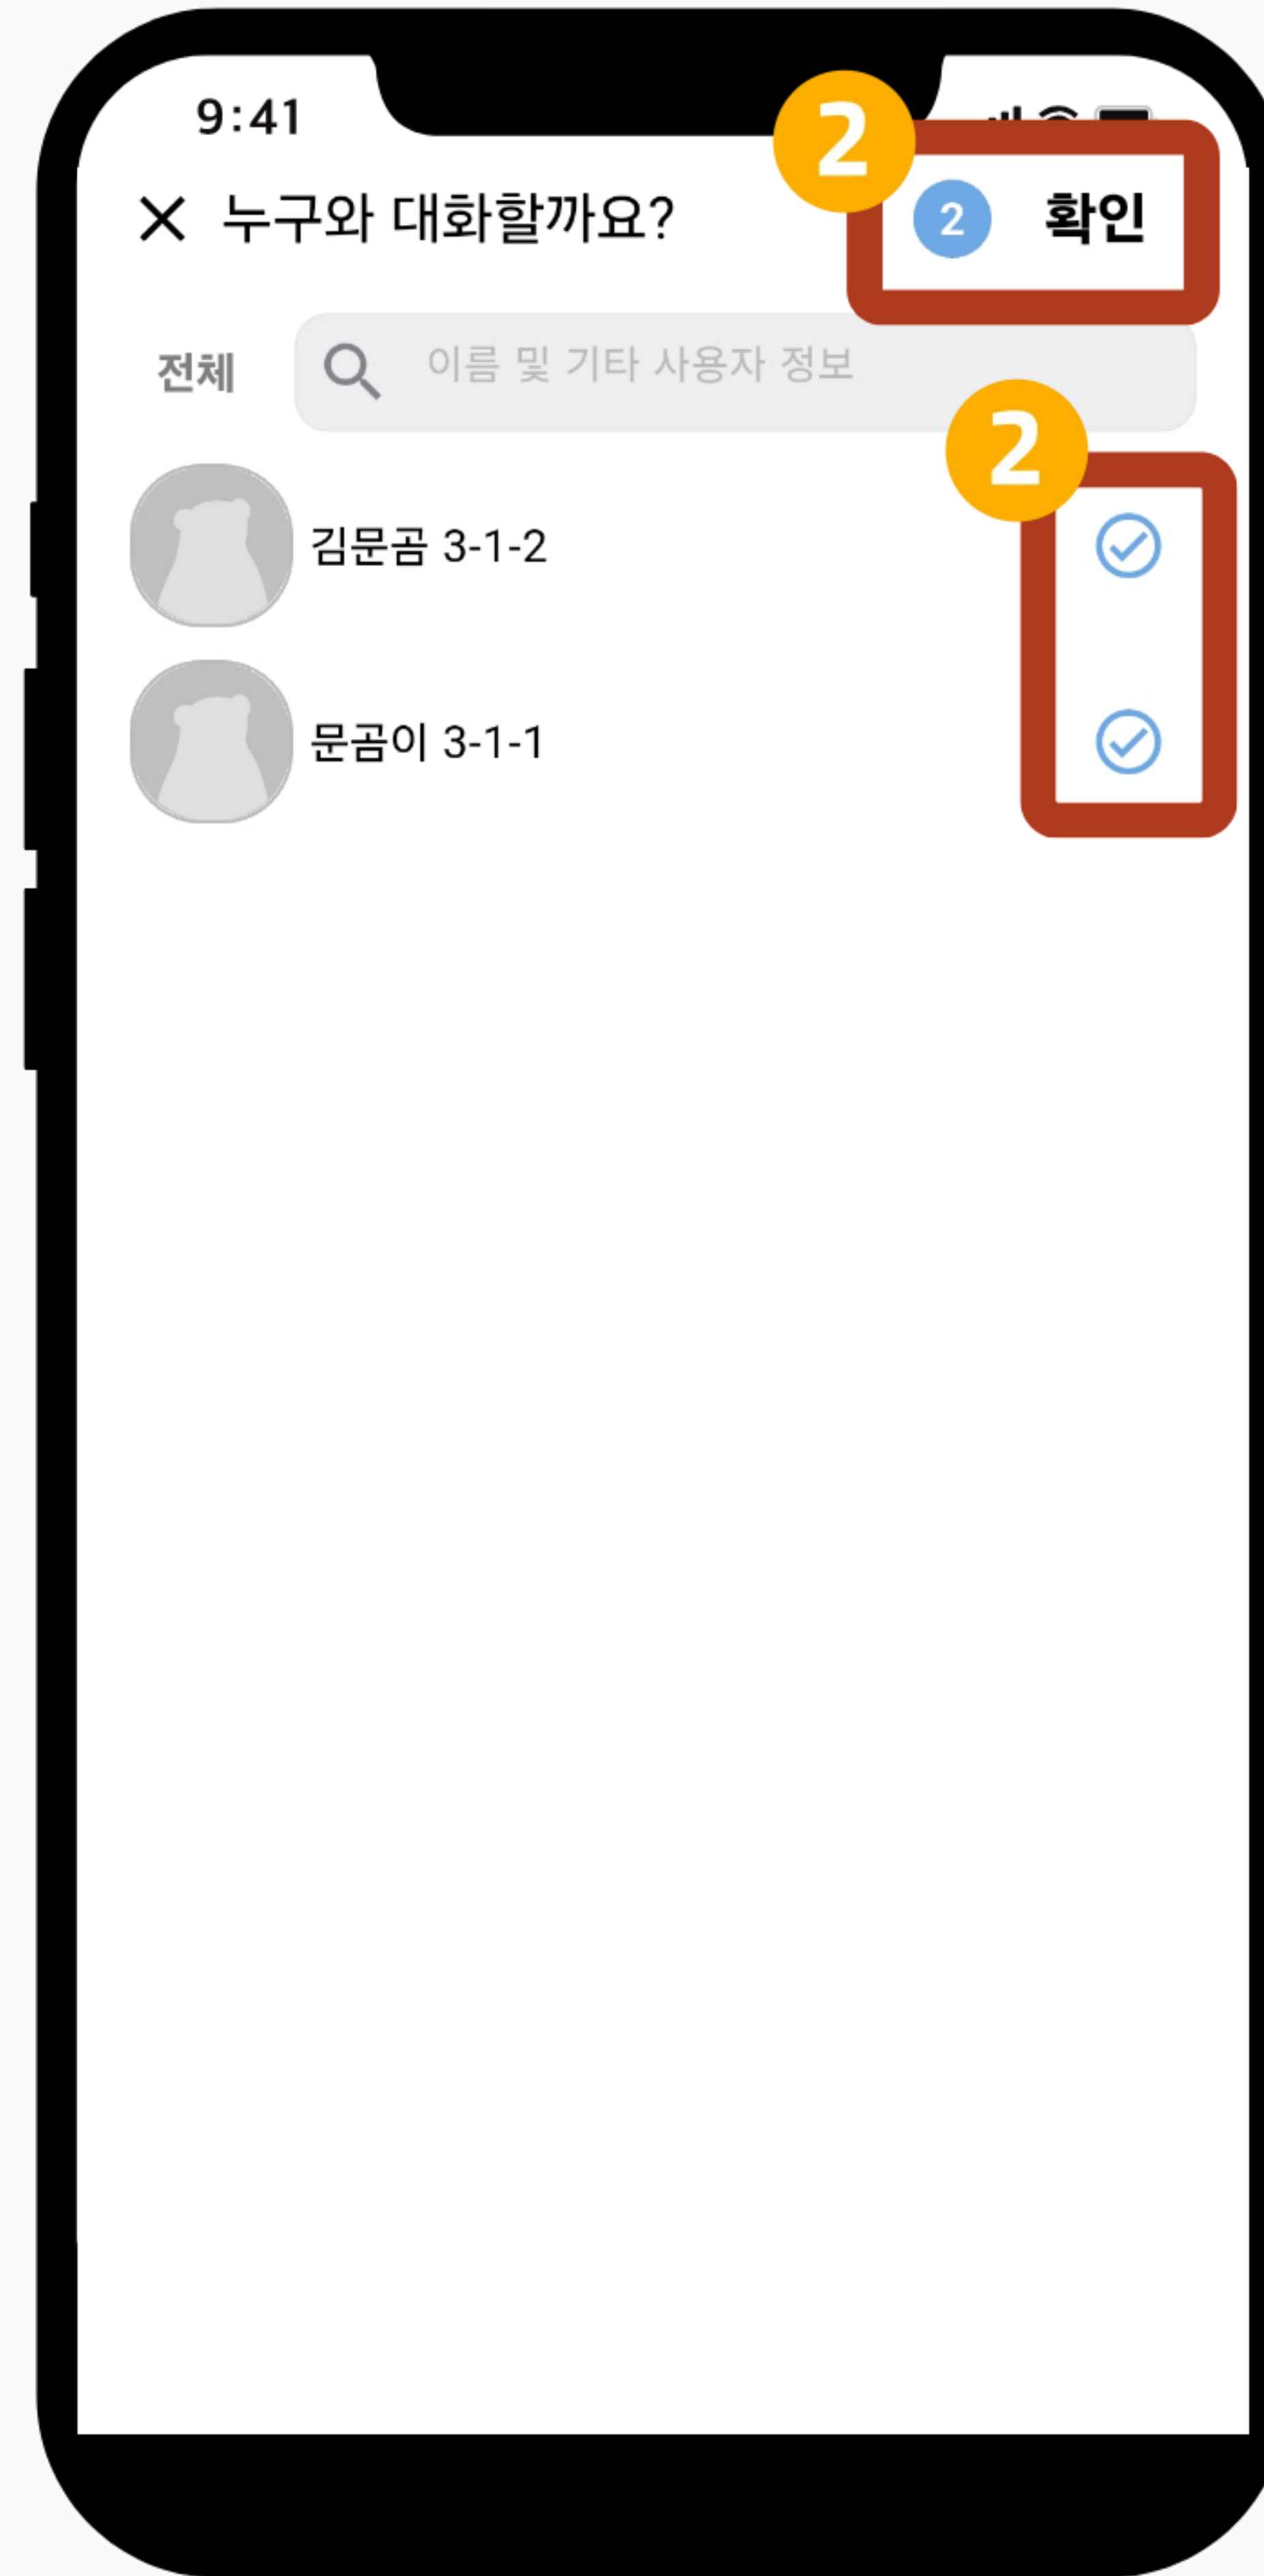 9:41
2
누구와 대화할까요?
2
확인
전체
이름 및 기타 사용자 정보
2
김문곰 3-1-2
문곰이 3-1-1